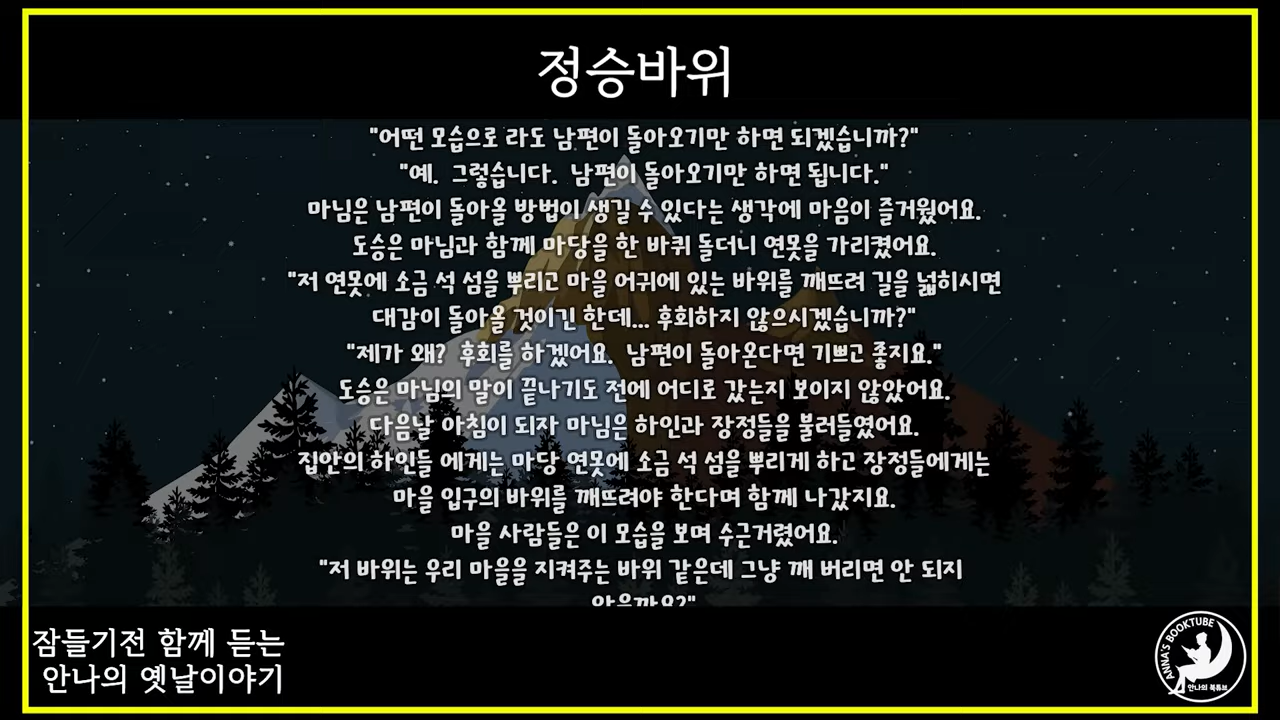 정승바위
"어떤 모습으로 라도 남편이 돌아오기만 하면 되겠습니까?"
"예. 그렇습니다. 남편이 돌아오기만 하면 됩니다."
마님은 남편이 돌아올 방법이 생길 수 있다는 생각에 마음이 즐거웠어요.
도승은 마님과 함께 마당을 한 바퀴 돌더니 연못을 가리켰어요.
"저 연못에 소금 석 섬을 뿌리고 마을 어귀에 있는 바위를 깨뜨려 길을 넓히시면
대감이 돌아올 것이긴 한데... 후회하지 않으시겠습니까?"
"제가 왜? 후회를 하겠어요. 남편이 돌아온다면 기쁘고 좋지요."
도승은 마님의 말이 끝나기도 전에 어디로 갔는지 보이지 않았어요.
다음날 아침이 되자 마님은 하인과 장정들을 불러들였어요.
집안의 하인들 에게는 마당 연못에 소금 석 섬을 뿌리게 하고 장정들에게는
마을 입구의 바위를 깨뜨려야 한다며 함께 나갔지요.
마을 사람들은 이 모습을 보며 수근거렸어요.
"저 바위는 우리 마을을 지켜주는 바위 같은데 그냥 깨 버리면 안 되지
않을까요?"
잠들기전 함께 듣는
안나의 옛날이야기
ANNA'S BOOKTUBE
안나의 북튜브